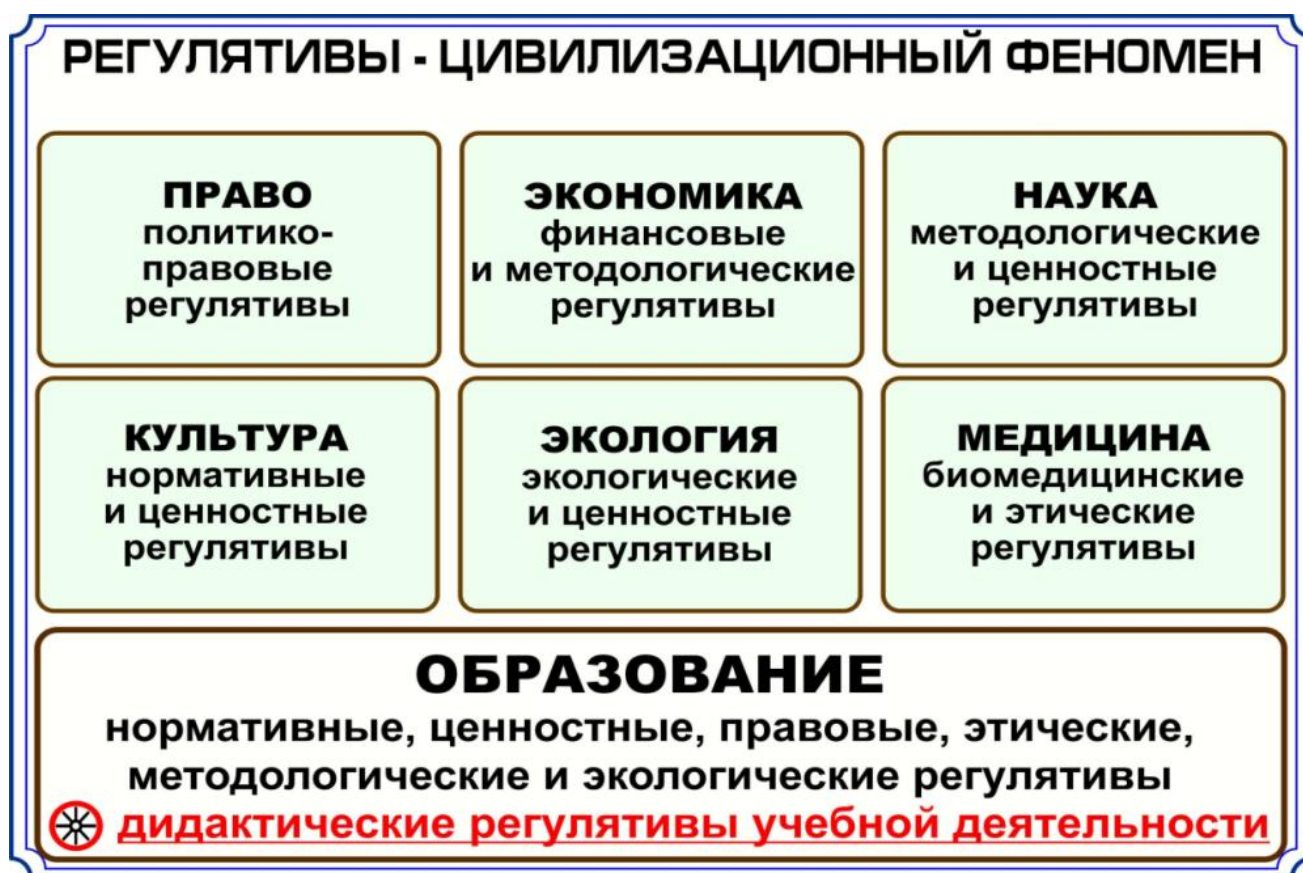 РЕГУЛЯТИВЫ - ЦИВИЛИЗАЦИОННЫЙ ФЕНОМЕН
ПРАВО
политико-
правовые
регулятивы
ЭКОНОМИКА
финансовые
и методологические
регулятивы
НАУКА
методологические
и ценностные
регулятивы
КУЛЬТУРА
нормативные
и ценностные
регулятивы
ЭКОЛОГИЯ
экологические
и ценностные
регулятивы
МЕДИЦИНА
биомедицинские
и этические
регулятивы
ОБРАЗОВАНИЕ
нормативные, ценностные, правовые, этические,
методологические и экологические регулятивы
дидактические регулятивы учебной деятельности